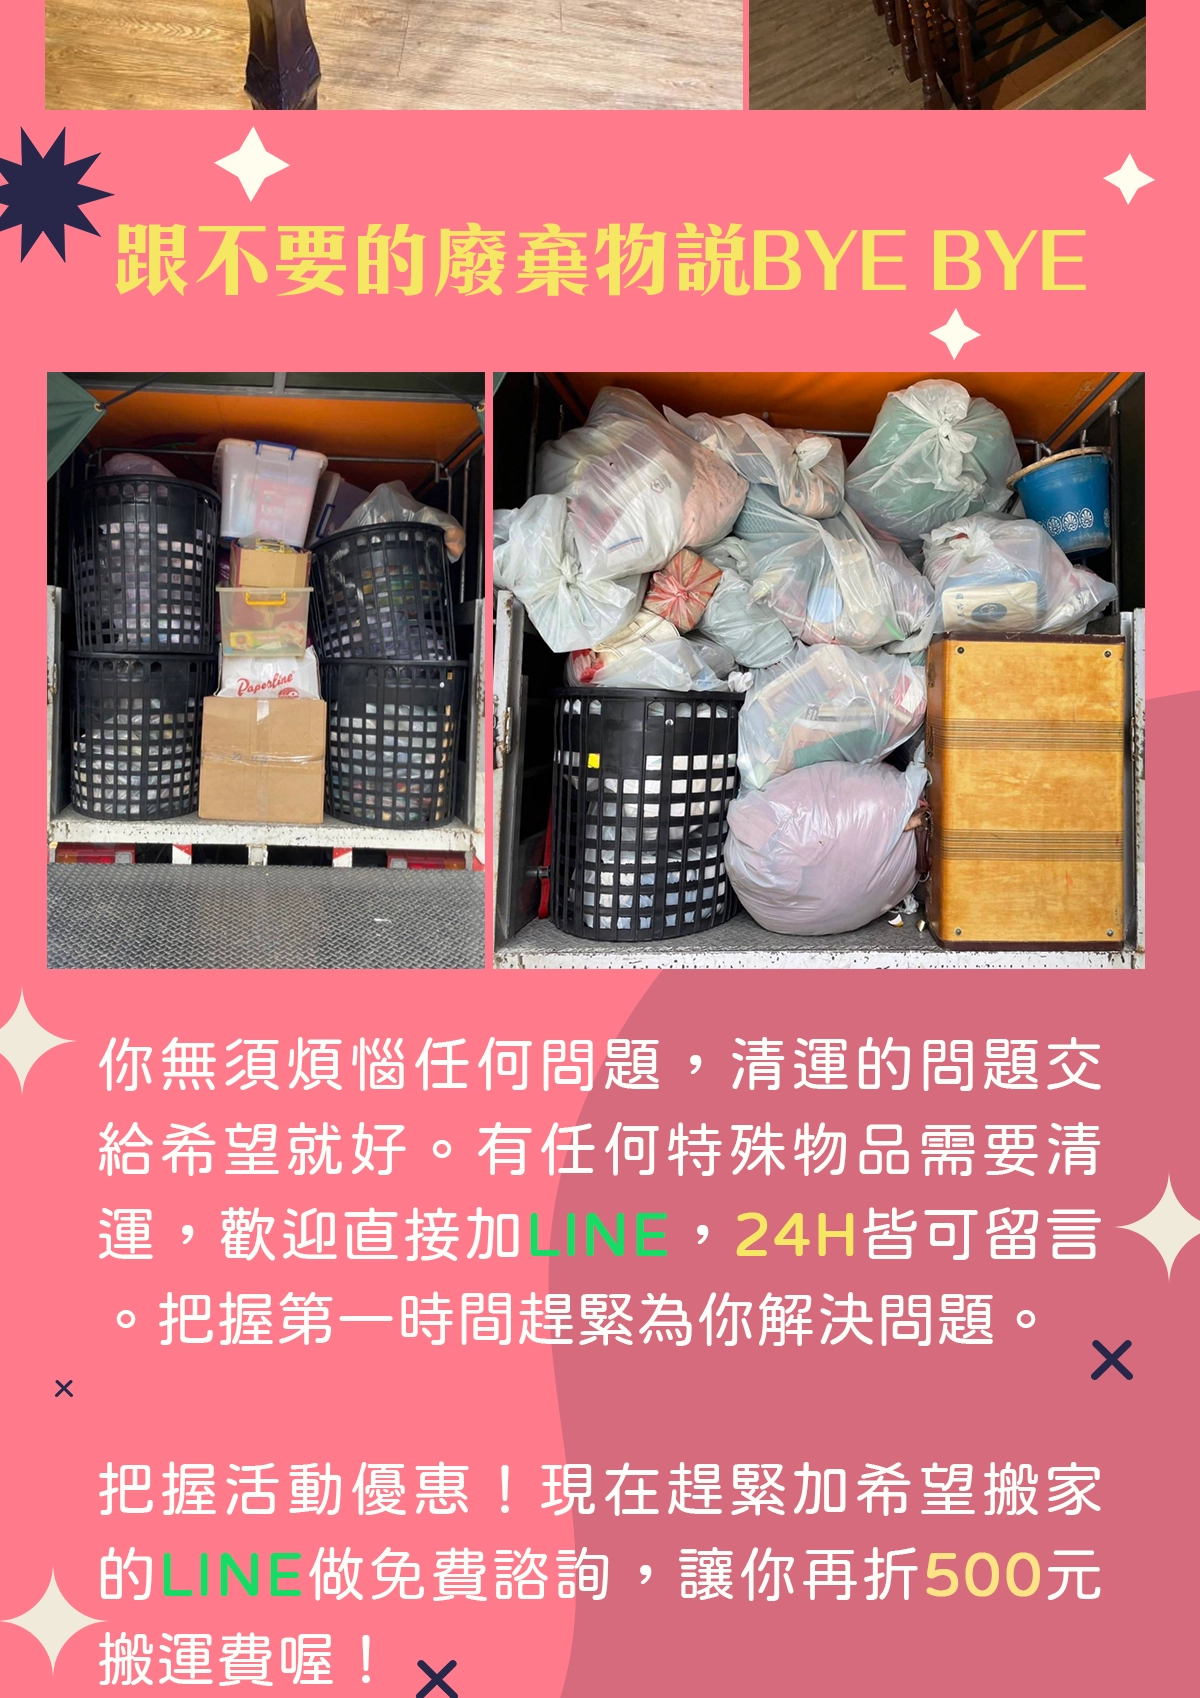 跟不要的廢棄物説BYE BYE
Paperline
你無須煩惱任何問題，清運的問題交
給希望就好。有任何特殊物品需要清
運，歡迎直接加LINE，24H皆可留言
。把握第一時間趕緊為你解決問題。
把握活動優惠！現在趕緊加希望搬家
的LINE做免費諮詢，讓你再折500元
搬運費喔！